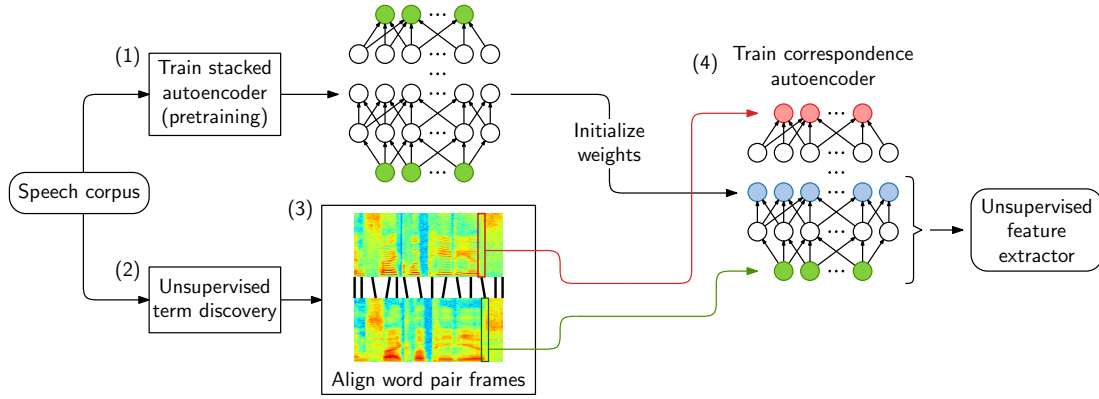 (1)
Train stacked
autoencoder
(pretraining)
Speech corpus
(2)
Unsupervised
term discovery
(3)
Align word pair frames
Initialize
weights
(4)
Train correspondence
autoencoder
Unsupervised
feature
extractor